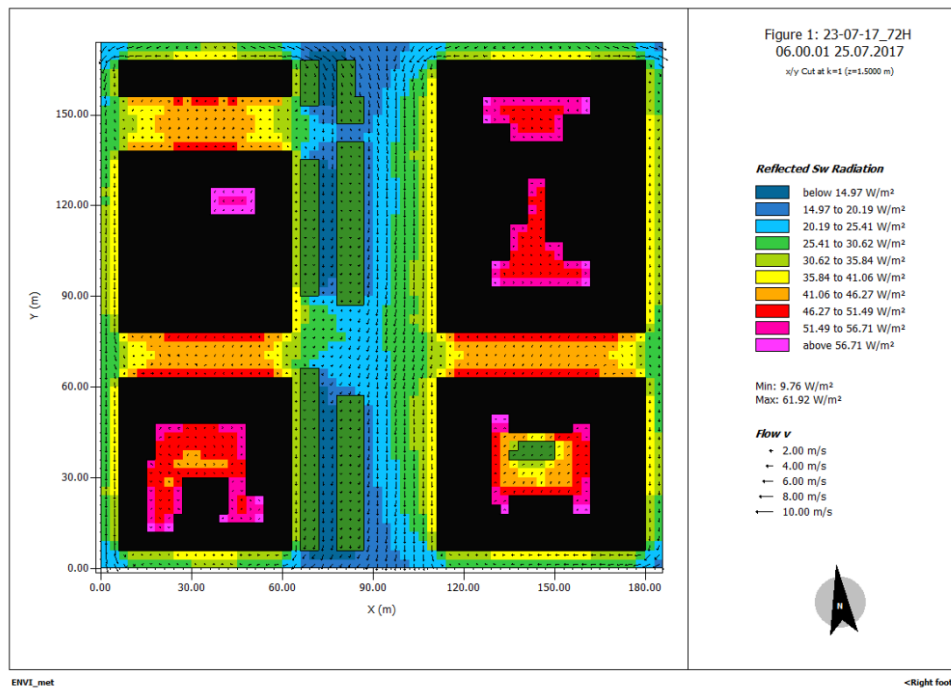 Figure 1: 23-07-17_72H
06.00.01 25.07.2017
x/y Cut at k=1 (z=1.5000 m)
150.00
120.00
90.00
60.00
30.00
0.00
Y (m)
0.00 30.00 60.00 90.00 120.00 150.00 180.00
X (m)
Reflected Sw Radiation
below 14.97 W/m²
14.97 to 20.19 W/m²
20.19 to 25.41 W/m²
25.41 to 30.62 W/m²
30.62 to 35.84 W/m²
35.84 to 41.06 W/m²
41.06 to 46.27 W/m²
46.27 to 51.49 W/m²
51.49 to 56.71 W/m²
above 56.71 W/m²
Min: 9.76 W/m²
Max: 61.92 W/m²
Flow v
2.00 m/s
4.00 m/s
6.00 m/s
8.00 m/s
10.00 m/s
N
ENVI_met
<Right foot